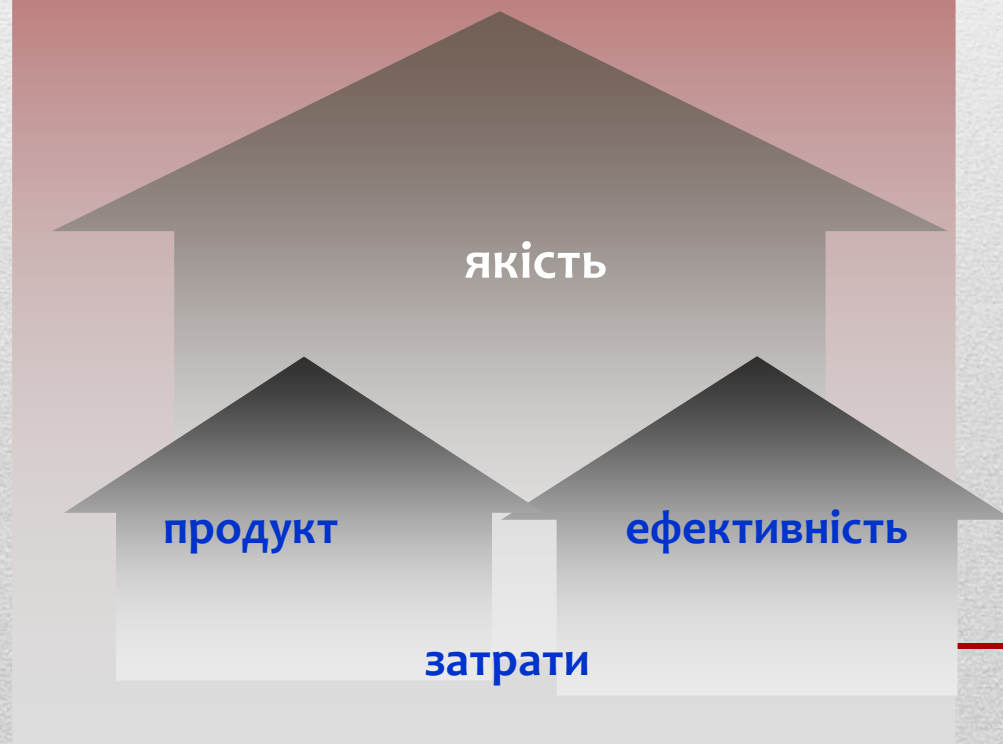 якість
продукт
ефективність
затрати